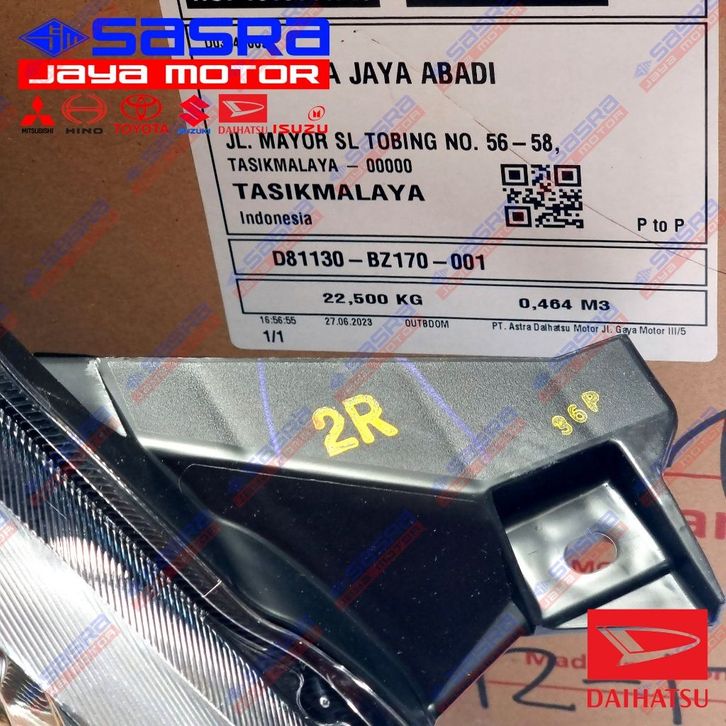 SASRA
JAYA MOTOR
MITSUBISHI HINO TOYOTA SUZUKI DAIHATSU ISUZU
JAYA ABADI
JL. MAYOR SL TOBING NO. 56-58,
TASIKMALAYA - 00000
TASIKMALAYA
Indonesia
P to P
D81130-BZ170-001
22,500 KG
0,464 M3
16:56:55 27.06.2023 OUTBDOM PT. Astra Daihatsu Motor Jl. Gaya Motor III/5
1/1
2R
36P
DAIHATSU